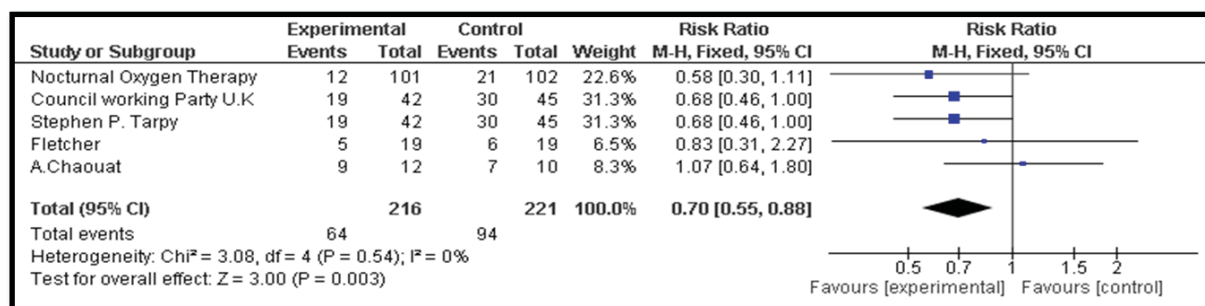 Experimental Control Risk Ratio Risk Ratio
Study or Subgroup Events Total Events Total Weight M-H, Fixed, 95% CI M-H, Fixed, 95% CI
Nocturnal Oxygen Therapy 12 101 21 102 22.6% 0.58 [0.30, 1.11]
Council working Party U.K 19 42 30 45 31.3% 0.68 [0.46, 1.00]
Stephen P. Tarpy 19 42 30 45 31.3% 0.68 [0.46, 1.00]
Fletcher 5 19 6 19 6.5% 0.83 [0.31, 2.27]
A.Chaouat 9 12 7 10 8.3% 1.07 [0.64, 1.80]
Total (95% CI) 216 221 100.0% 0.70 [0.55, 0.88]
Total events 64 94
Heterogeneity: Chi² = 3.08, df = 4 (P = 0.54); I² = 0%
Test for overall effect: Z = 3.00 (P = 0.003)
0.5 0.7 1 1.5 2
Favours [experimental] Favours [control]